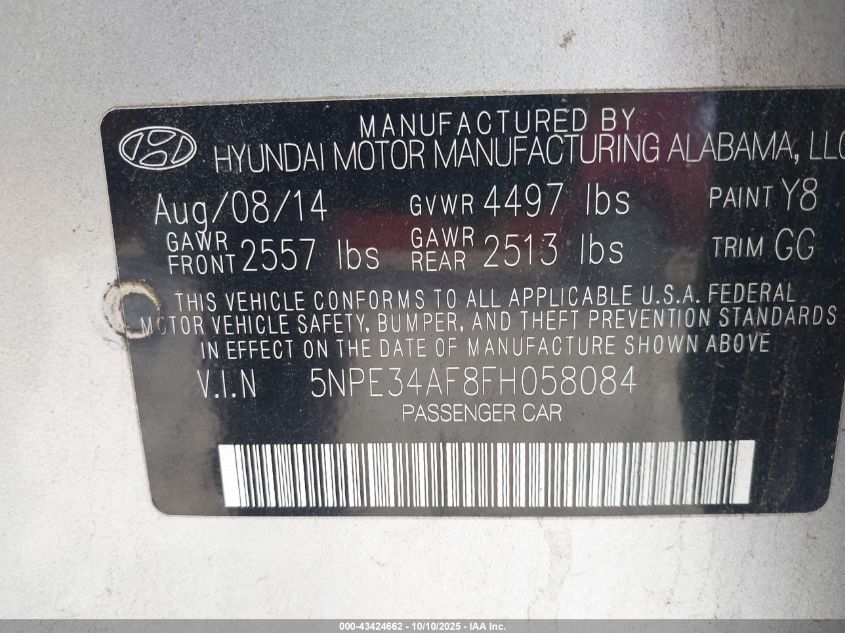 MANUFACTURED BY
HYUNDAI MOTOR MANUFACTURING ALABAMA, LLC
Aug/08/14 GVWR 4497 lbs PAINT Y8
GAWR FRONT 2557 lbs GAWR REAR 2513 lbs TRIM GG
THIS VEHICLE CONFORMS TO ALL APPLICABLE U.S.A. FEDERAL
MOTOR VEHICLE SAFETY, BUMPER, AND THEFT PREVENTION STANDARDS
IN EFFECT ON THE DATE OF MANUFACTURE SHOWN ABOVE
V.I.N 5NPE34AF8FH058084
PASSENGER CAR
000-43424662 - 10/10/2025 - IAA Inc.